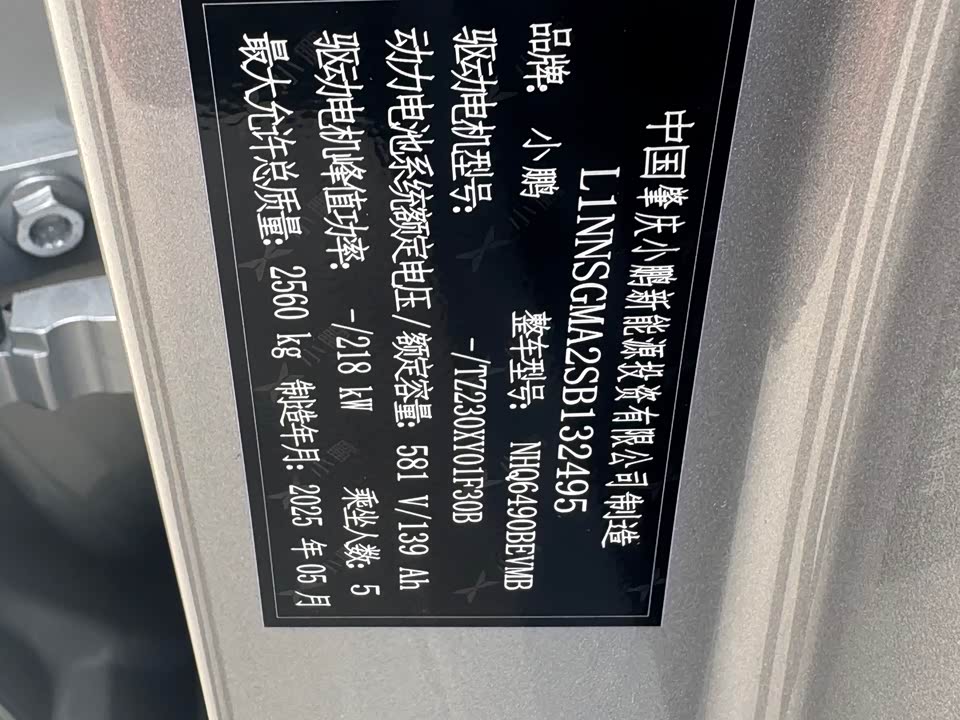 中国肇庆小鹏新能源投资有限公司制造
L1NNSGMA2SB132495
品牌: 小鹏 整车型号: NHQ6490BEVMB
驱动电机型号: -/TZ230XY01F30B
动力电池系统额定电压/额定容量: 581 V/139 Ah
驱动电机峰值功率: -/218 kW 乘坐人数: 5
最大允许总质量: 2560 kg 制造年月: 2025 年 05 月